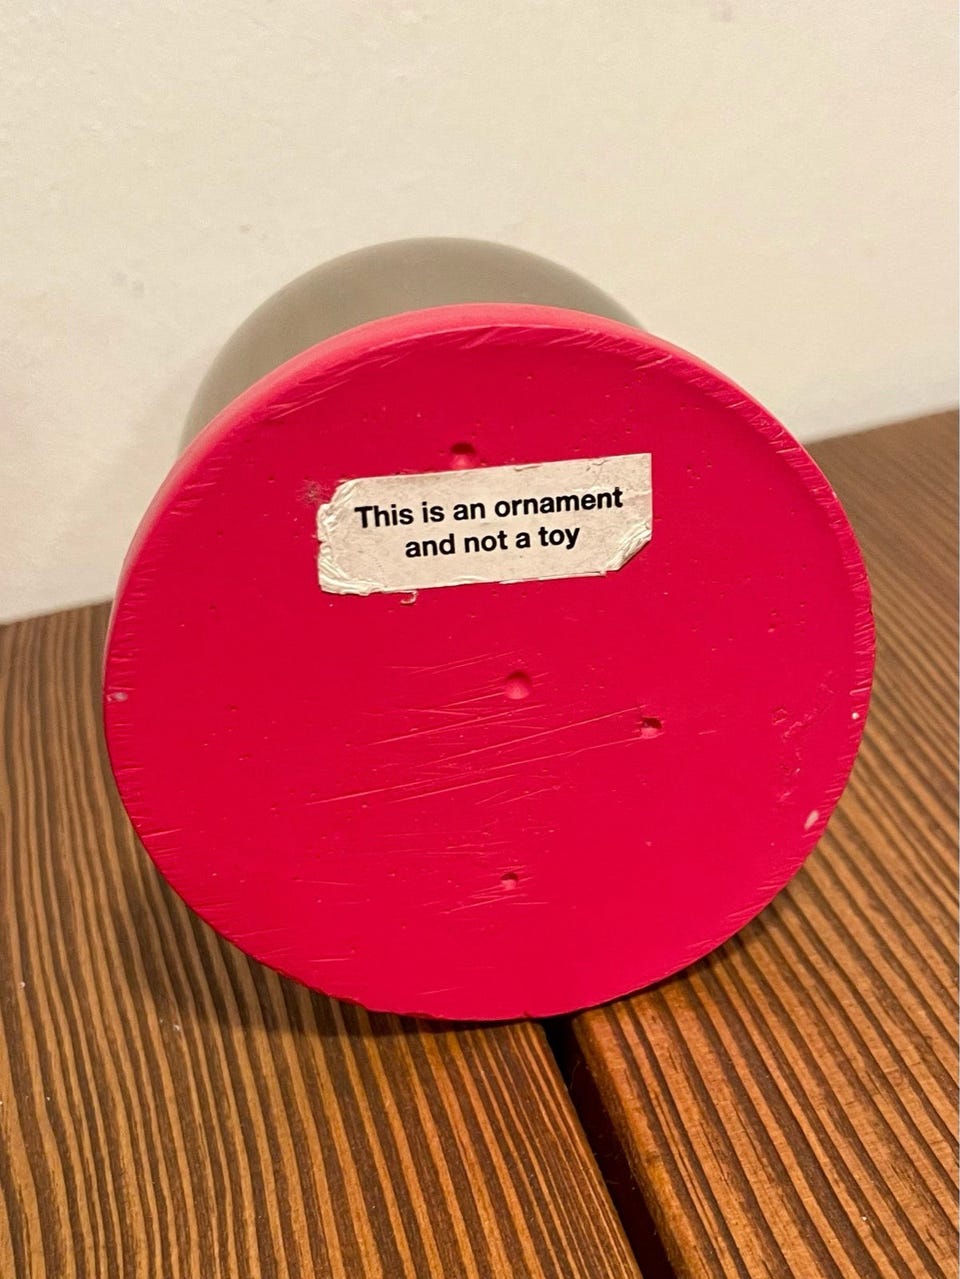 This is an ornament
and not a toy